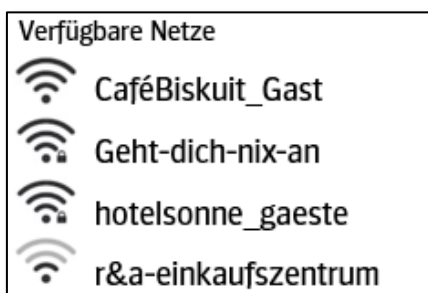 Verfügbare Netze
CaféBiskuit_Gast
Geht-dich-nix-an
hotelsonne_gaeste
r&a-einkaufszentrum